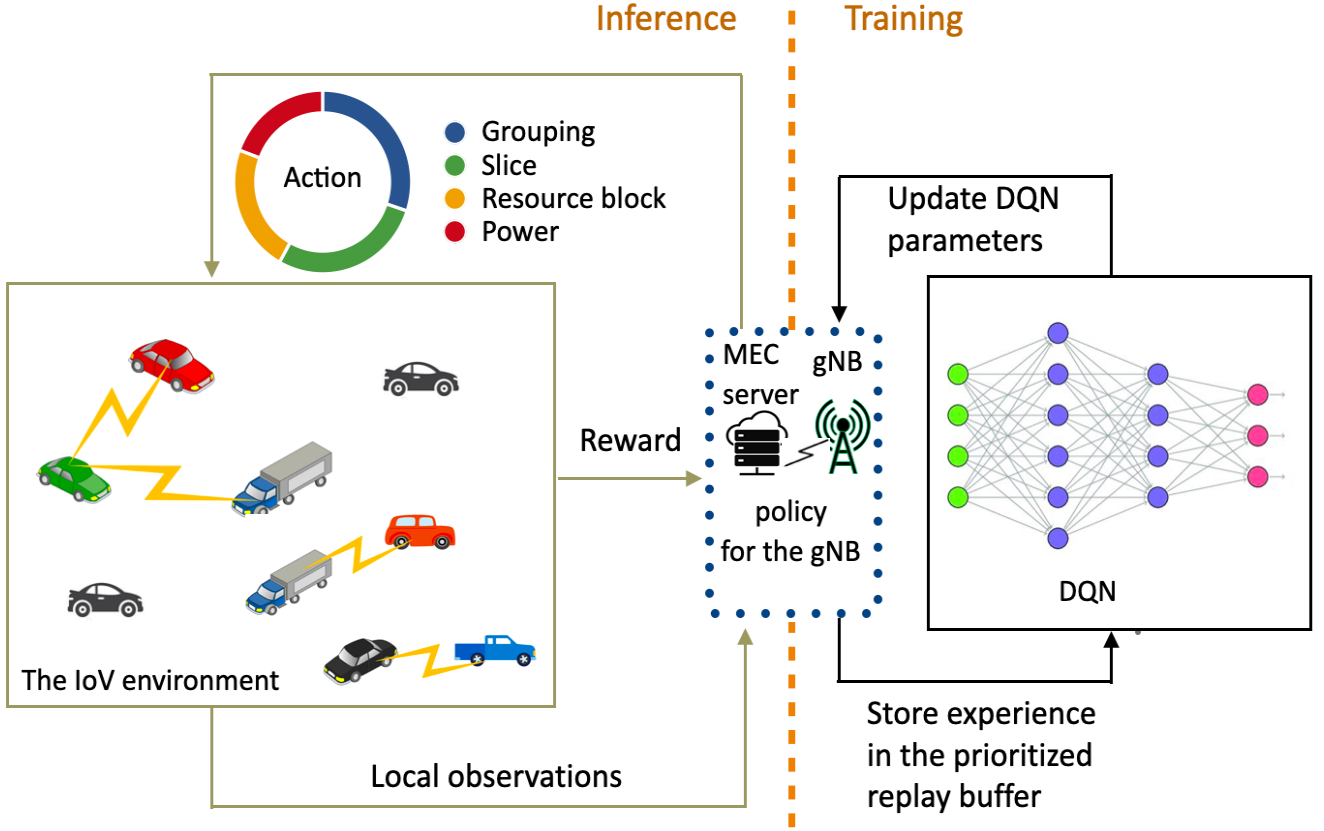 Inference
Training
Action
Grouping
Slice
Resource block
Power
Update DQN
parameters
MEC
server
gNB
Reward
policy
for the gNB
DQN
The IoV environment
Local observations
Store experience
in the prioritized
replay buffer